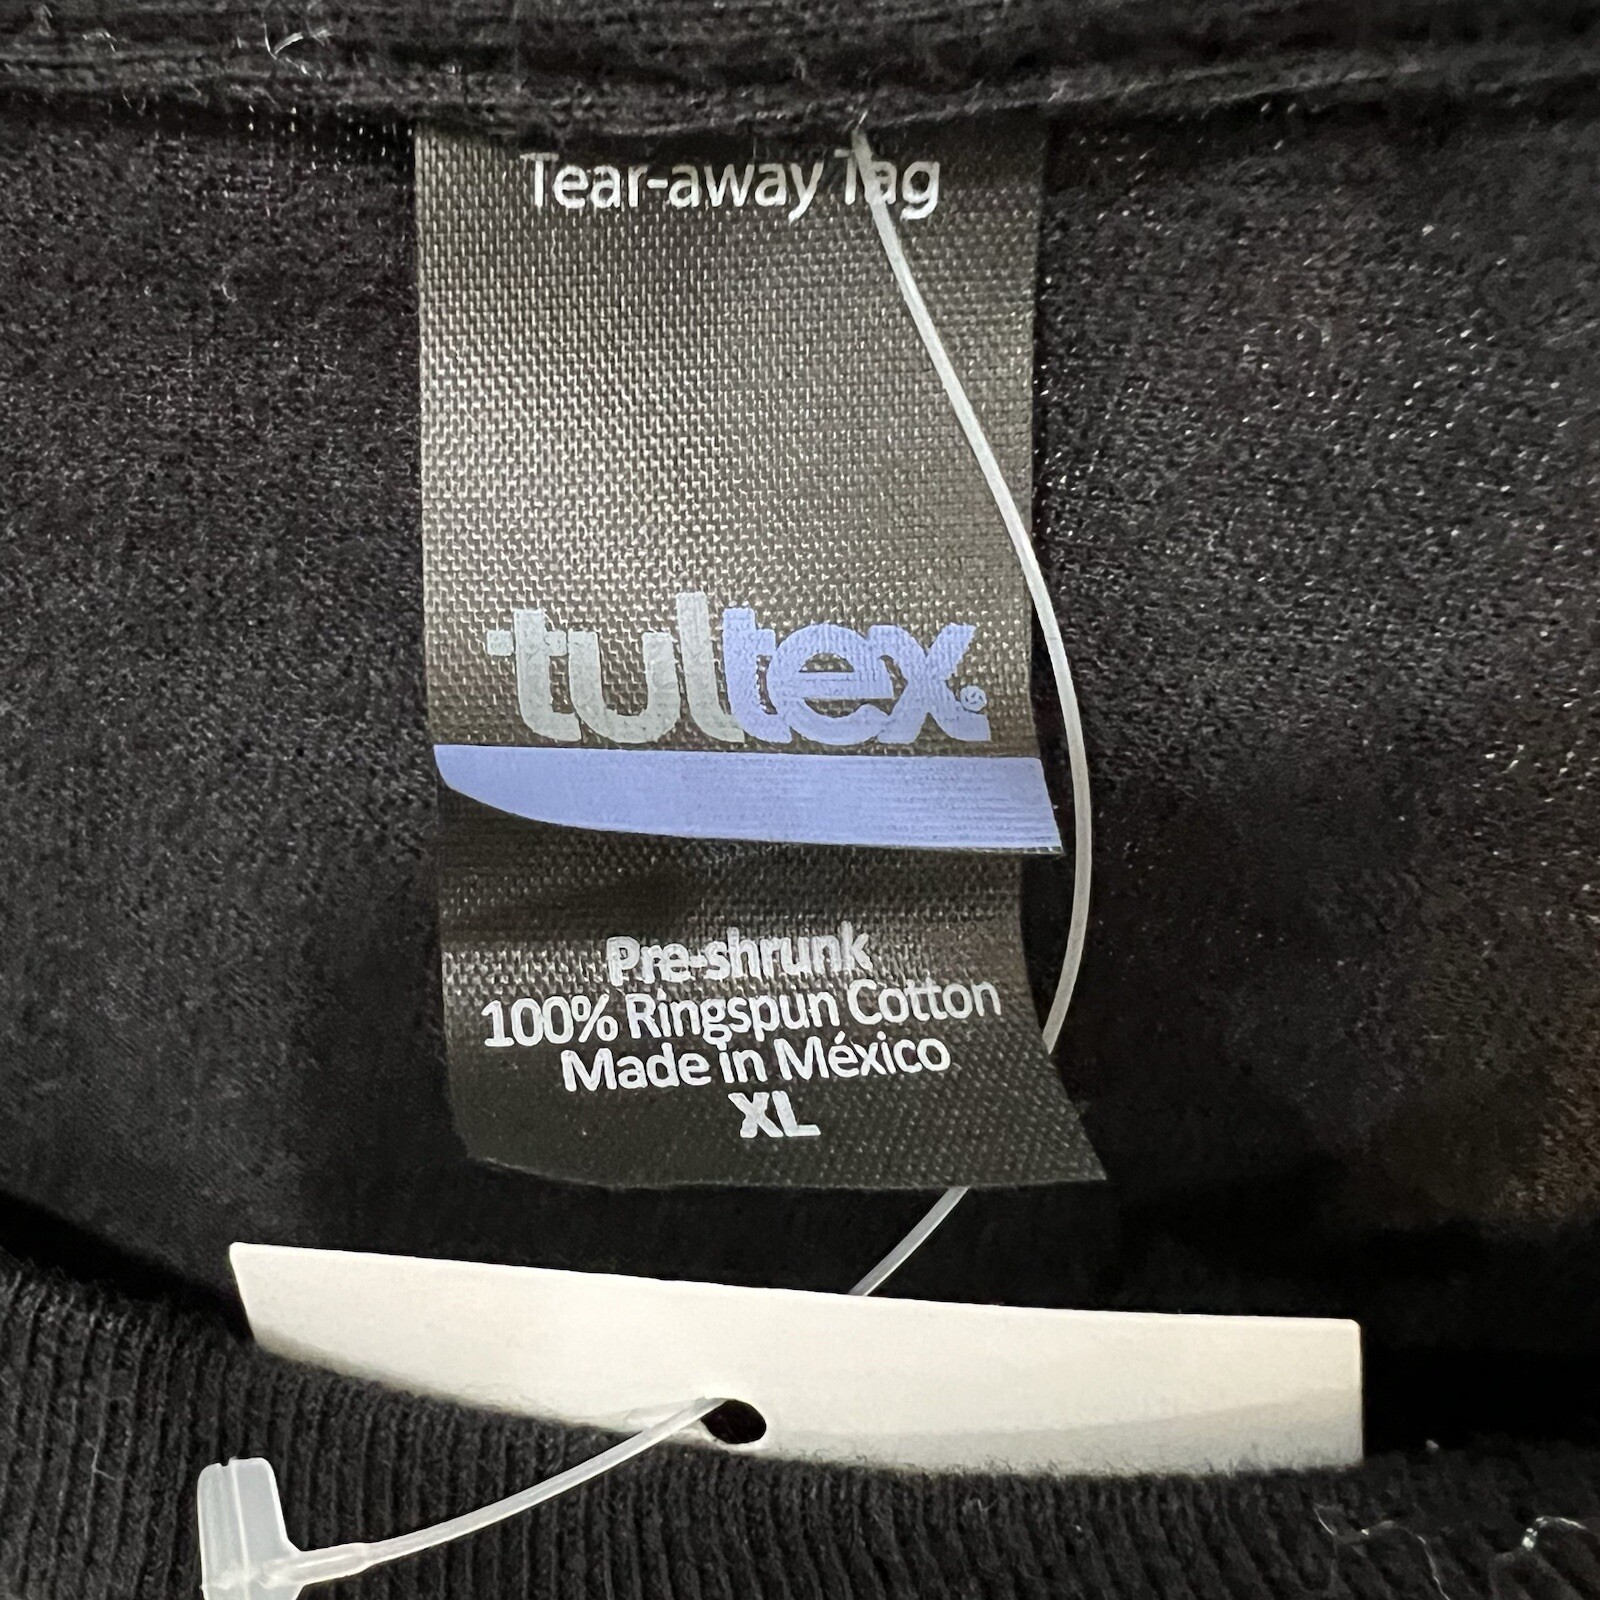 Tear-away Tag
tultex®
Pre-shrunk
100% Ringspun Cotton
Made in México
XL